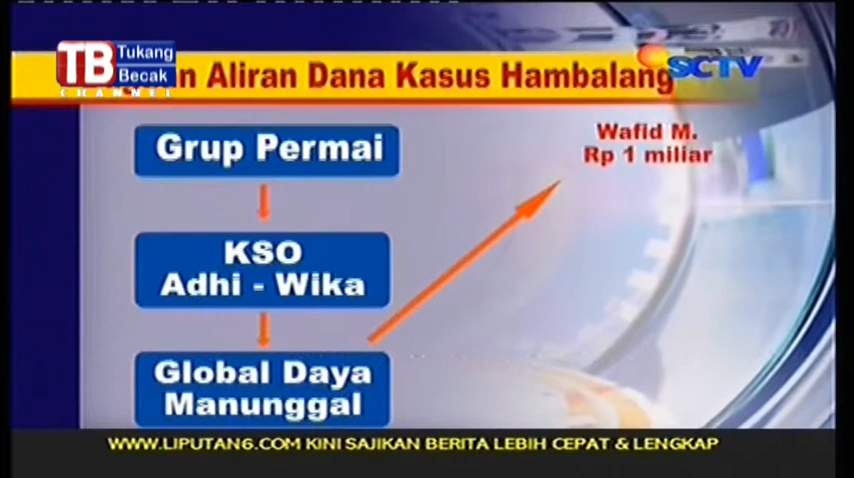 TB Tukang Becak
CHANNEL
Aliran Dana Kasus Hambalang
SCTV
Wafid M.
Rp 1 miliar
Grup Permai
KSO
Adhi - Wika
Global Daya
Manunggal
WWW.LIPUTAN6.COM KINI SAJIKAN BERITA LEBIH CEPAT & LENGKAP